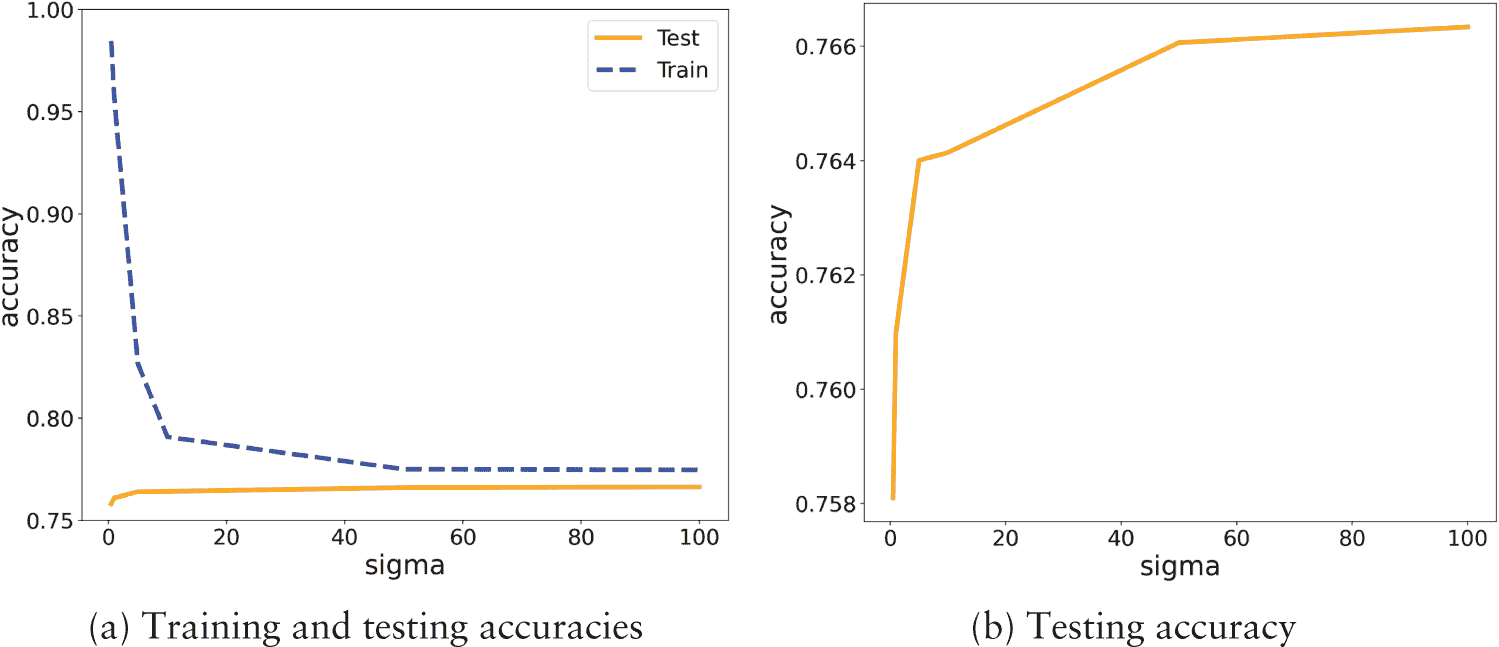 1.00
0.95
0.90
0.85
0.80
0.75
accuracy
Test
Train
0 20 40 60 80 100
sigma
(a) Training and testing accuracies
0.766
0.764
0.762
0.760
0.758
accuracy
0 20 40 60 80 100
sigma
(b) Testing accuracy